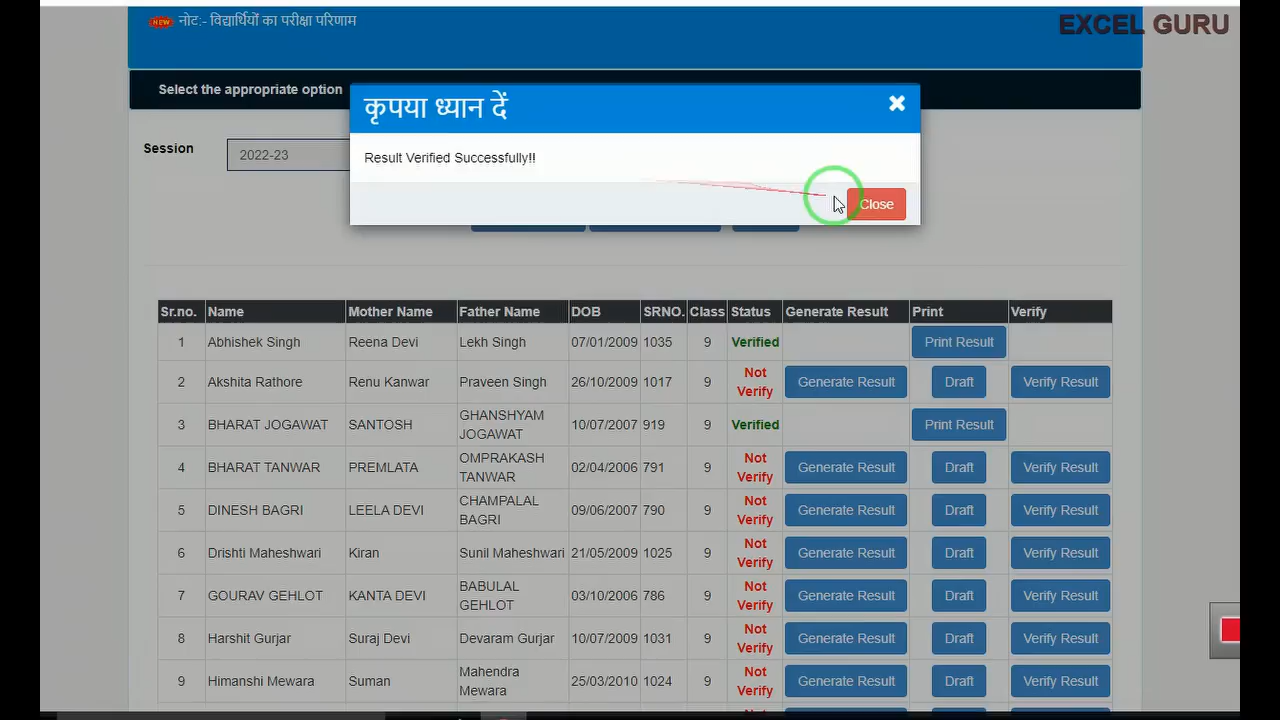 NEW नोट:- विद्यार्थियों का परीक्षा परिणाम
EXCEL GURU
Select the appropriate option
कृपया ध्यान दें
Session 2022-23
Result Verified Successfully!!
Close
Sr.no. Name Mother Name Father Name DOB SRNO. Class Status Generate Result Print Verify
1 Abhishek Singh Reena Devi Lekh Singh 07/01/2009 1035 9 Verified Print Result
2 Akshita Rathore Renu Kanwar Praveen Singh 26/10/2009 1017 9 Not Verify Generate Result Draft Verify Result
3 BHARAT JOGAWAT SANTOSH GHANSHYAM JOGAWAT 10/07/2007 919 9 Verified Print Result
4 BHARAT TANWAR PREMLATA OMPRAKASH TANWAR 02/04/2006 791 9 Not Verify Generate Result Draft Verify Result
5 DINESH BAGRI LEELA DEVI CHAMPALAL BAGRI 09/06/2007 790 9 Not Verify Generate Result Draft Verify Result
6 Drishti Maheshwari Kiran Sunil Maheshwari 21/05/2009 1025 9 Not Verify Generate Result Draft Verify Result
7 GOURAV GEHLOT KANTA DEVI BABULAL GEHLOT 03/10/2006 786 9 Not Verify Generate Result Draft Verify Result
8 Harshit Gurjar Suraj Devi Devaram Gurjar 10/07/2009 1031 9 Not Verify Generate Result Draft Verify Result
9 Himanshi Mewara Suman Mahendra Mewara 25/03/2010 1024 9 Not Verify Generate Result Draft Verify Result